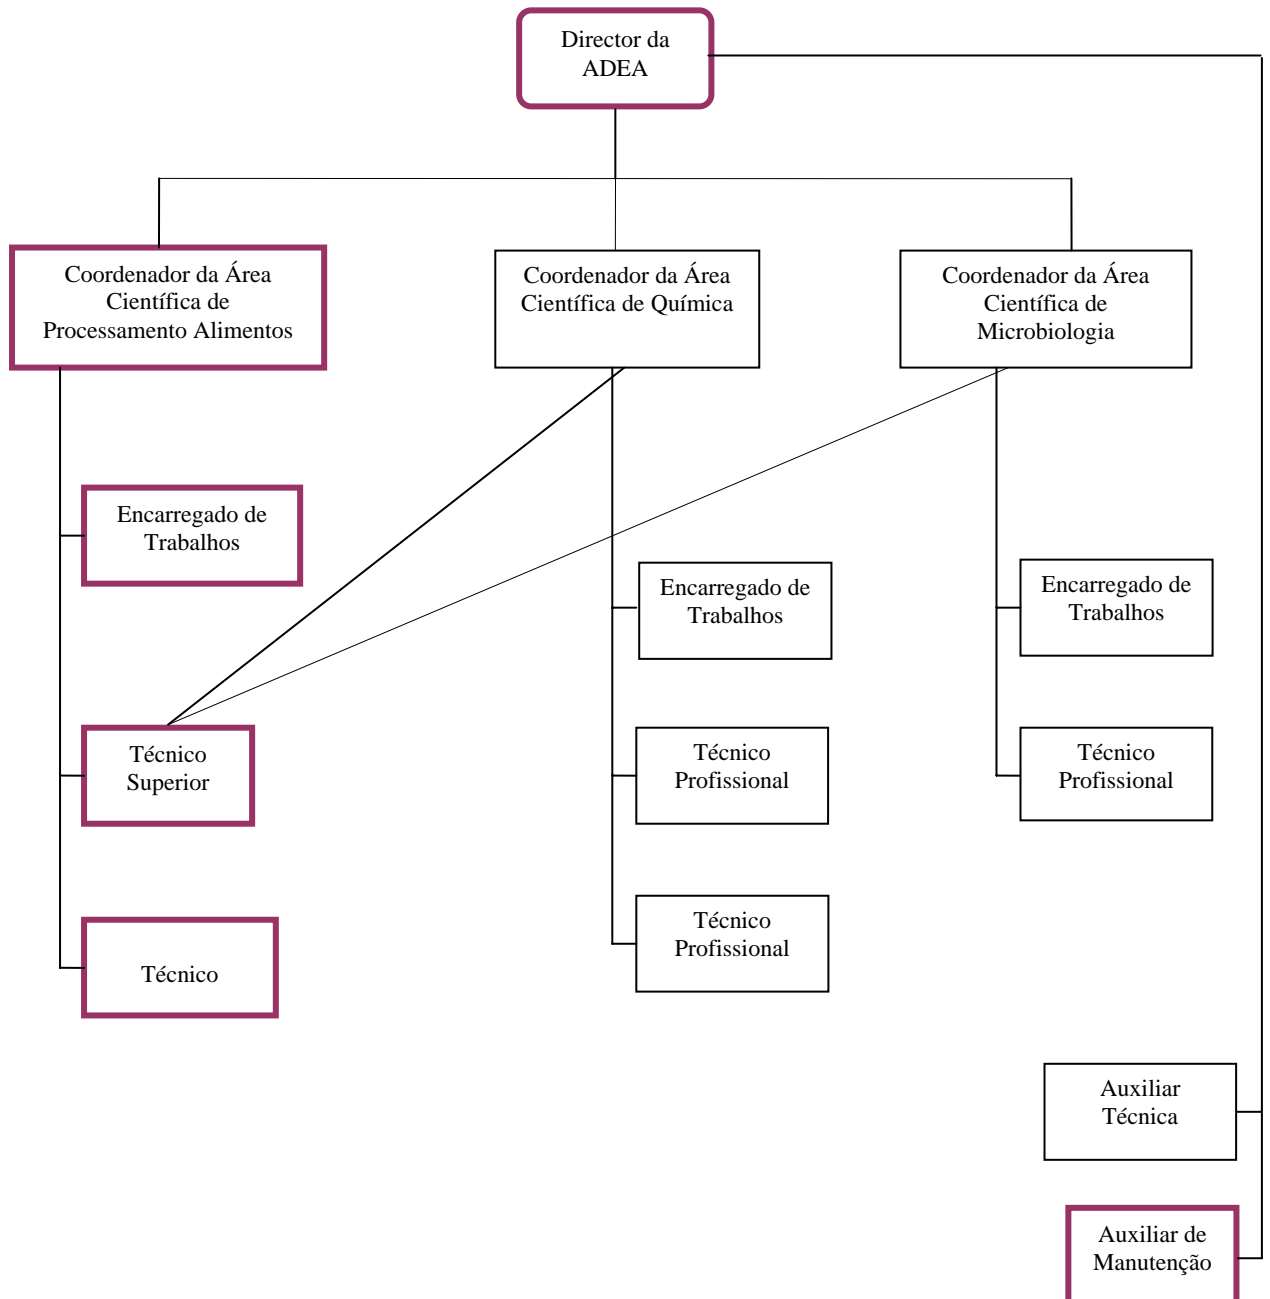 Director da
ADEA
Coordenador da Área
Científica de
Processamento Alimentos
Coordenador da Área
Científica de Química
Coordenador da Área
Científica de
Microbiologia
Encarregado de
Trabalhos
Encarregado de
Trabalhos
Encarregado de
Trabalhos
Técnico
Superior
Técnico
Profissional
Técnico
Profissional
Técnico
Técnico
Profissional
Auxiliar
Técnica
Auxiliar de
Manutenção